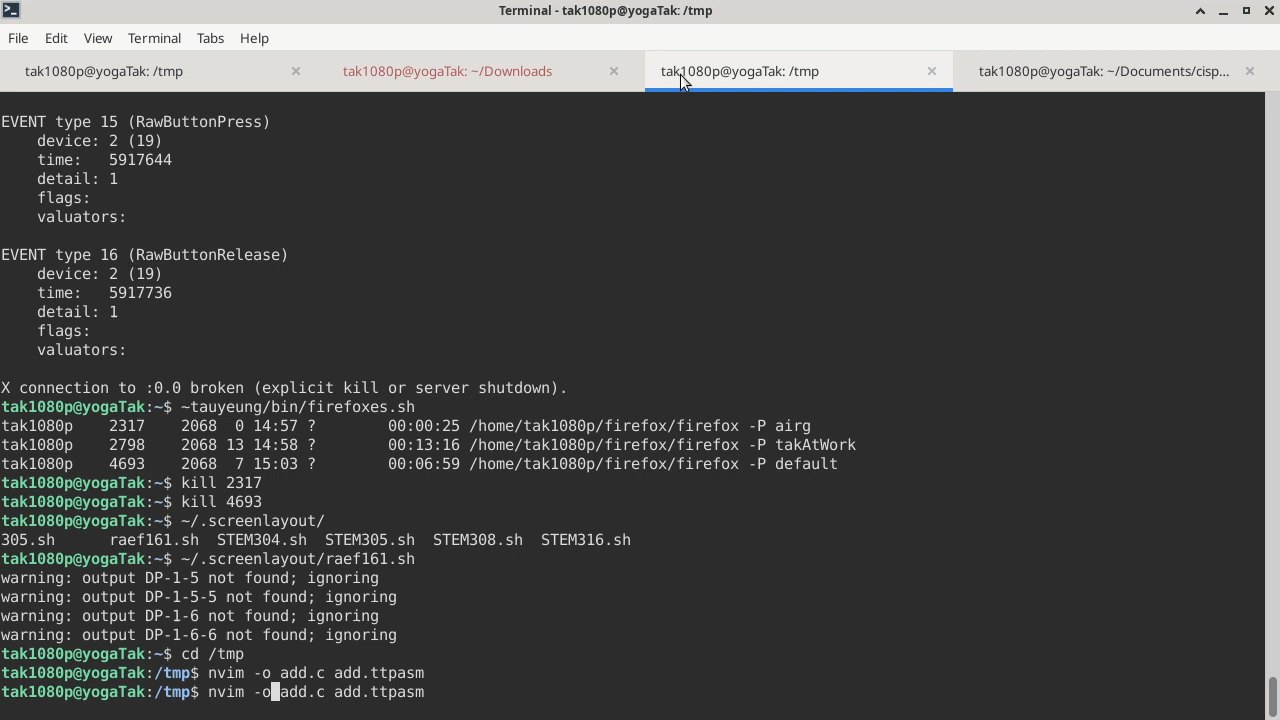 Terminal - tak1080p@yogaTak: /tmp
File Edit View Terminal Tabs Help
tak1080p@yogaTak: /tmp tak1080p@yogaTak: ~/Downloads tak1080p@yogaTak: /tmp tak1080p@yogaTak: ~/Documents/cisp...
EVENT type 15 (RawButtonPress)
    device: 2 (19)
    time:   5917644
    detail: 1
    flags:
    valuators:
EVENT type 16 (RawButtonRelease)
    device: 2 (19)
    time:   5917736
    detail: 1
    flags:
    valuators:
X connection to :0.0 broken (explicit kill or server shutdown).
tak1080p@yogaTak:~$ ~tauyeung/bin/firefoxes.sh
tak1080p    2317    2068  0 14:57 ?        00:00:25 /home/tak1080p/firefox/firefox -P airg
tak1080p    2798    2068 13 14:58 ?        00:13:16 /home/tak1080p/firefox/firefox -P takAtWork
tak1080p    4693    2068  7 15:03 ?        00:06:59 /home/tak1080p/firefox/firefox -P default
tak1080p@yogaTak:~$ kill 2317
tak1080p@yogaTak:~$ kill 4693
tak1080p@yogaTak:~$ ~/.screenlayout/
305.sh      raef161.sh  STEM304.sh  STEM305.sh  STEM308.sh  STEM316.sh
tak1080p@yogaTak:~$ ~/.screenlayout/raef161.sh
warning: output DP-1-5 not found; ignoring
warning: output DP-1-5-5 not found; ignoring
warning: output DP-1-6 not found; ignoring
warning: output DP-1-6-6 not found; ignoring
tak1080p@yogaTak:~$ cd /tmp
tak1080p@yogaTak:/tmp$ nvim -o add.c add.ttpasm
tak1080p@yogaTak:/tmp$ nvim -o add.c add.ttpasm